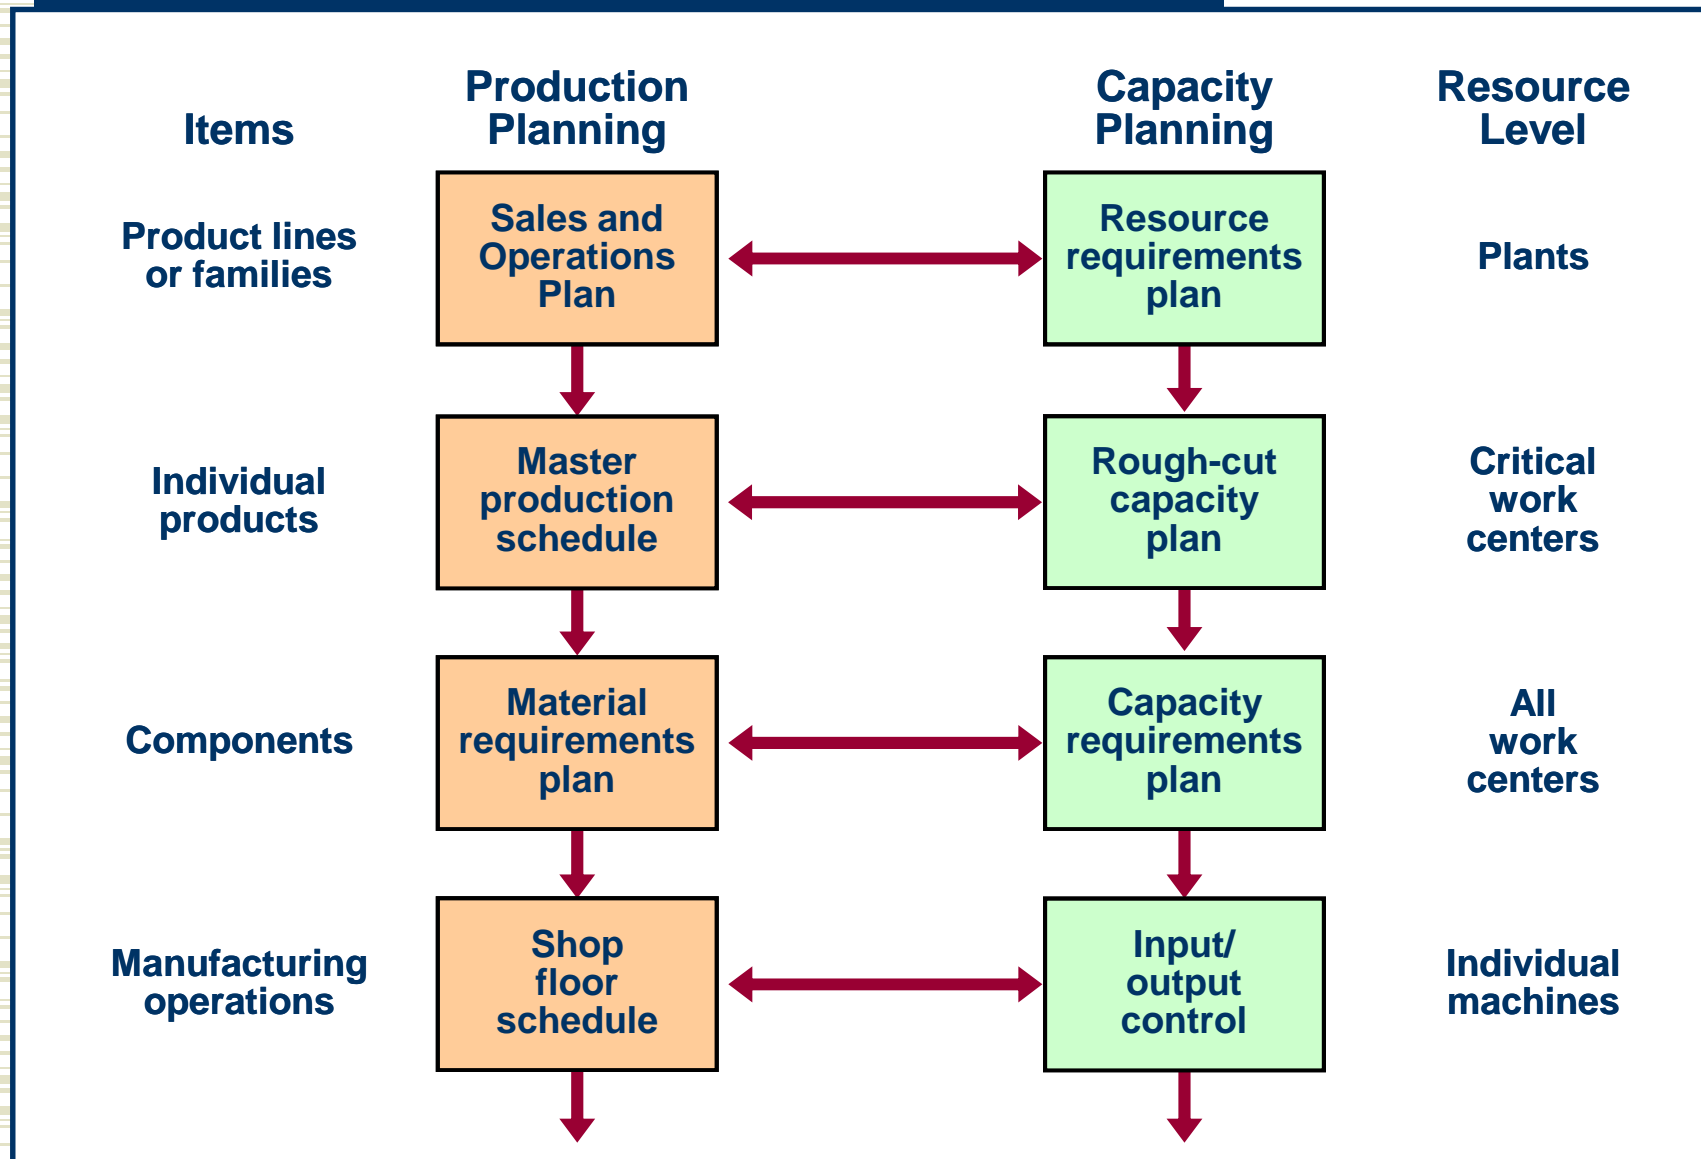 Items
Production
Planning
Capacity
Planning
Resource
Level
Product lines
or families
Sales and
Operations
Plan
Resource
requirements
plan
Plants
Individual
products
Master
production
schedule
Rough-cut
capacity
plan
Critical
work
centers
Components
Material
requirements
plan
Capacity
requirements
plan
All
work
centers
Manufacturing
operations
Shop
floor
schedule
Input/
output
control
Individual
machines